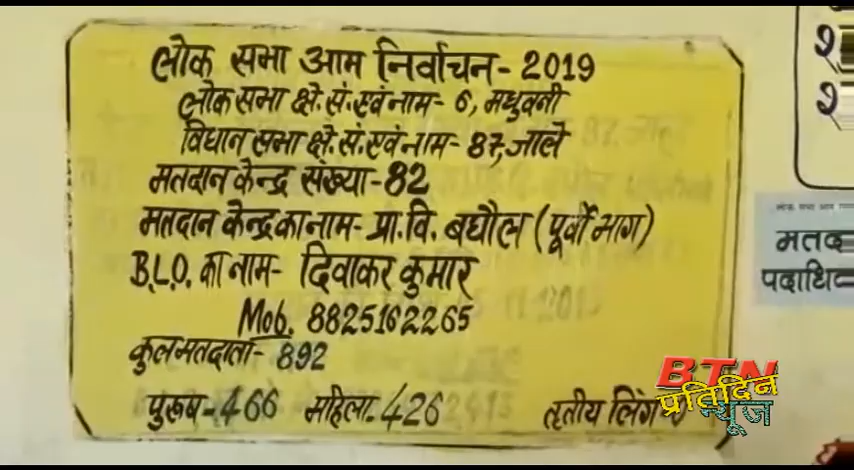 लोक सभा आम निर्वाचन- 2019
लोक सभा क्षे.सं.एवं नाम- 6, मधुवनी
विधान सभा क्षे.सं.एवं नाम- 87, जाले
मतदान केन्द्र संख्या-82
मतदान केन्द्र का नाम- प्रा.वि. बघौल (पूर्वी भाग)
B.L.O. का नाम- दिवाकर कुमार
Mob. 8825162265
कुल मतदाता- 892
पुरूष-466 महिला-426 तृतीय लिंग-
मतद
पदाधि
BTN
प्रतिदिन
न्यूज